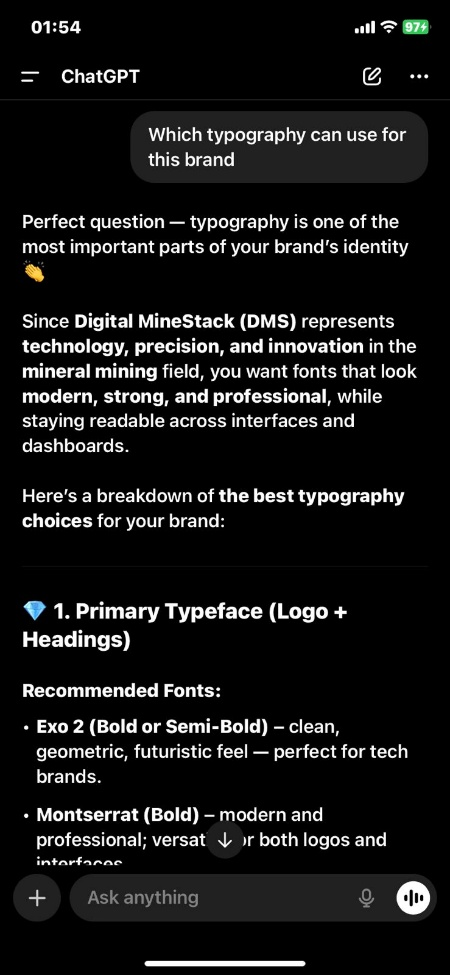 01:54
97
ChatGPT
Which typography can use for
this brand
Perfect question — typography is one of the
most important parts of your brand’s identity
👏
Since Digital MineStack (DMS) represents
technology, precision, and innovation in the
mineral mining field, you want fonts that look
modern, strong, and professional, while
staying readable across interfaces and
dashboards.
Here’s a breakdown of the best typography
choices for your brand:
💎 1. Primary Typeface (Logo +
Headings)
Recommended Fonts:
• Exo 2 (Bold or Semi-Bold) – clean,
geometric, futuristic feel — perfect for tech
brands.
• Montserrat (Bold) – modern and
professional; for both logos and
interfaces
Ask anything